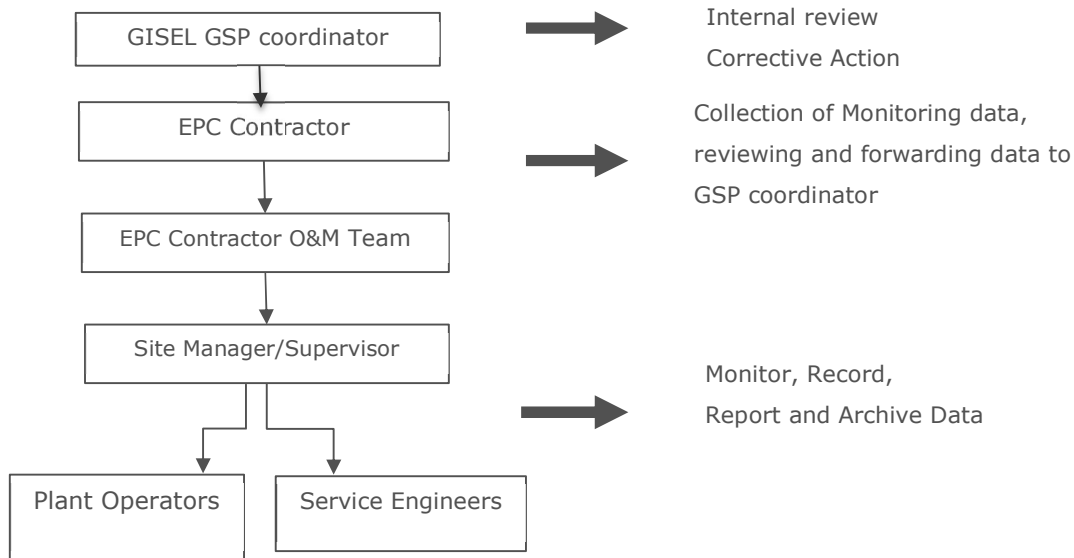 GISEL GSP coordinator
Internal review
Corrective Action
EPC Contractor
Collection of Monitoring data,
reviewing and forwarding data to
GSP coordinator
EPC Contractor O&M Team
Site Manager/Supervisor
Monitor, Record,
Report and Archive Data
Plant Operators
Service Engineers